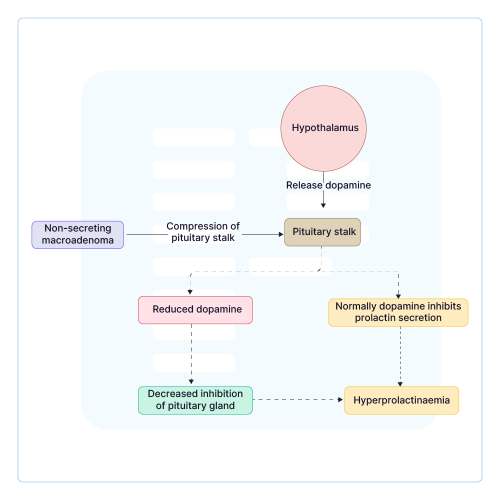 Hypothalamus
Release dopamine
Non-secreting
macroadenoma
Compression of
pituitary stalk
Pituitary stalk
Reduced dopamine
Normally dopamine inhibits
prolactin secretion
Decreased inhibition
of pituitary gland
Hyperprolactinaemia